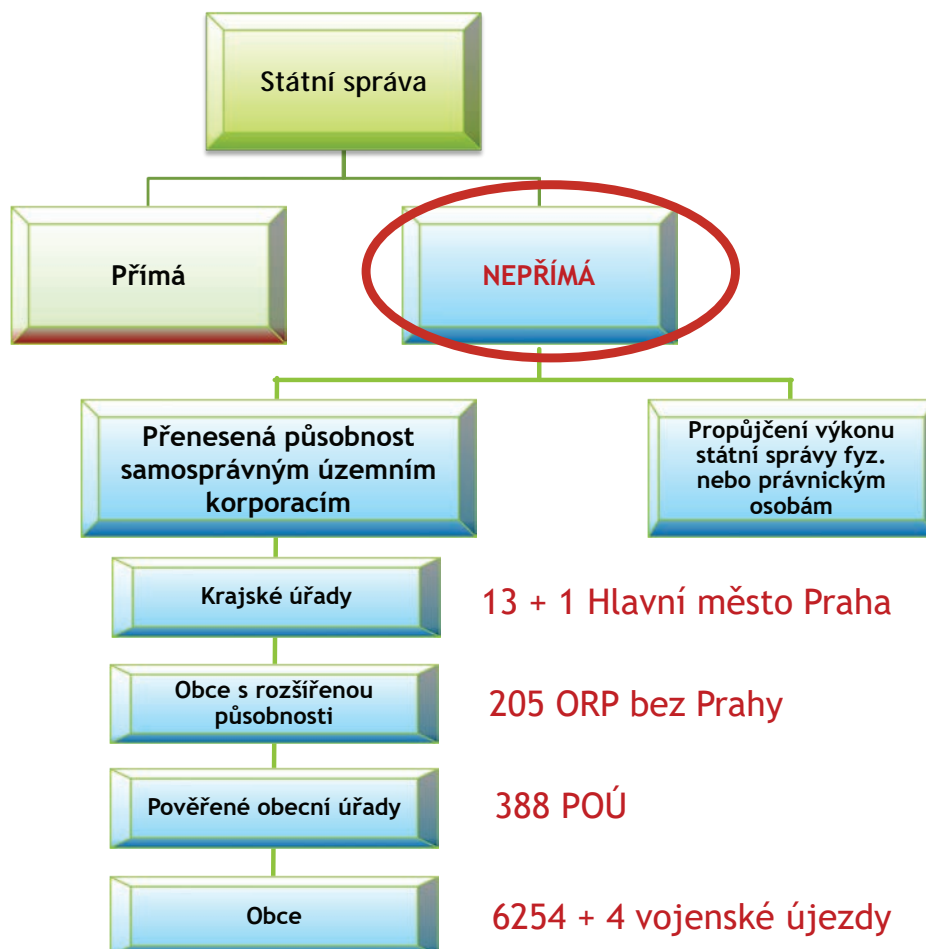 Státní správa
Přímá
NEPŘÍMÁ
Přenesená působnost
samosprávným územním
korporacím
Propůjčení výkonu
státní správy fyz.
nebo právnickým
osobám
Krajské úřady
13 + 1 Hlavní město Praha
Obce s rozšířenou
působnosti
205 ORP bez Prahy
Pověřené obecní úřady
388 POÚ
Obce
6254 + 4 vojenské újezdy